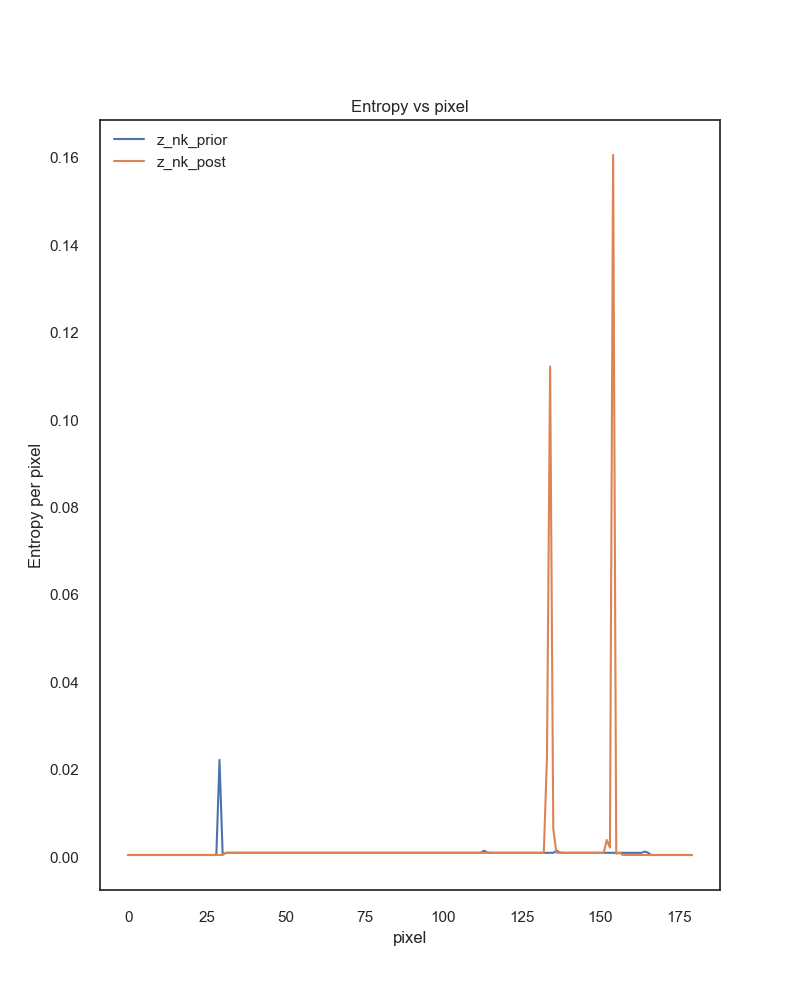 Entropy vs pixel
z_nk_prior
z_nk_post
0.16
0.14
0.12
0.10
0.08
0.06
0.04
0.02
0.00
Entropy per pixel
0 25 50 75 100 125 150 175
pixel